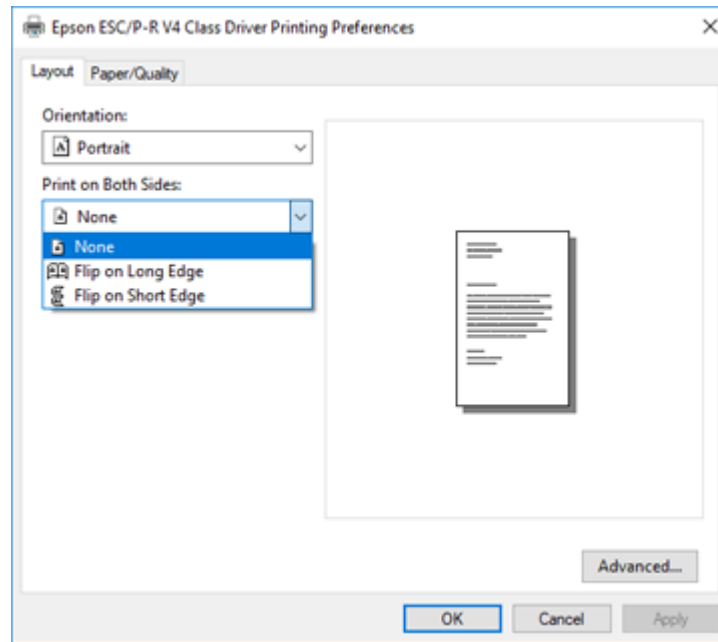 Epson ESC/P-R V4 Class Driver Printing Preferences
Layout Paper/Quality
Orientation:
Portrait
Print on Both Sides:
None
None
Flip on Long Edge
Flip on Short Edge
Advanced...
OK Cancel Apply